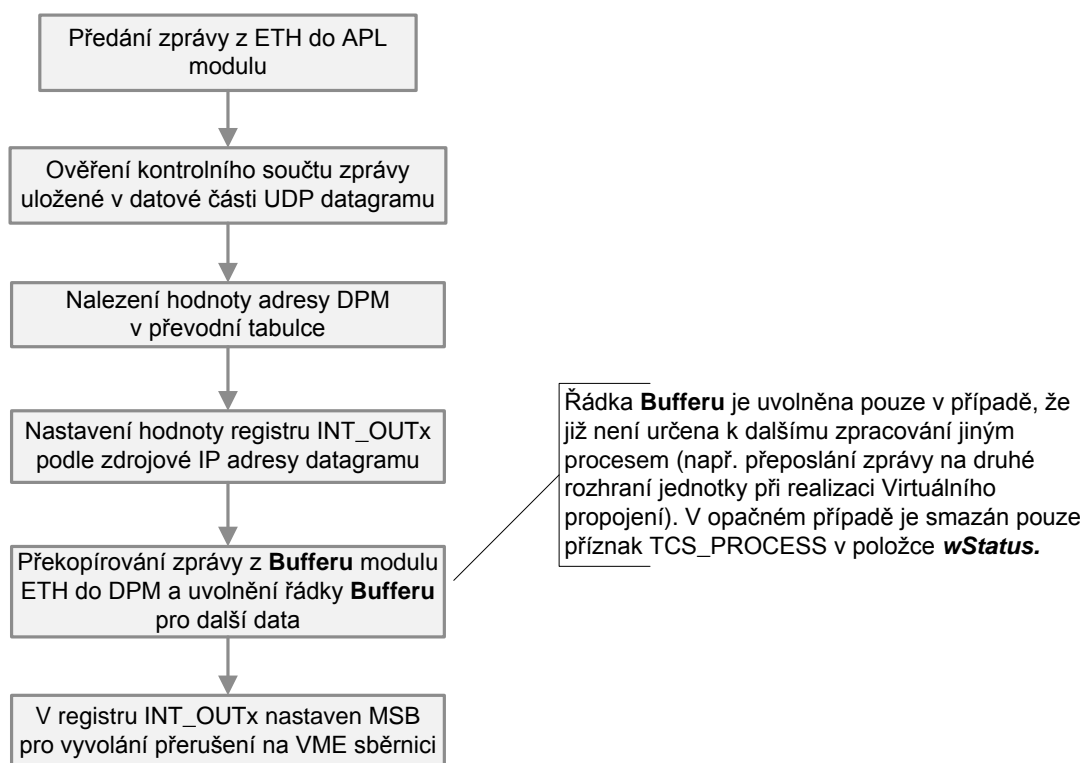 Předání zprávy z ETH do APL
modulu
Ověření kontrolního součtu zprávy
uložené v datové části UDP datagramu
Nalezení hodnoty adresy DPM
v převodní tabulce
Nastavení hodnoty registru INT_OUTx
podle zdrojové IP adresy datagramu
Řádka Bufferu je uvolněna pouze v případě, že
již není určena k dalšímu zpracování jiným
procesem (např. přeposlání zprávy na druhé
rozhraní jednotky při realizaci Virtuálního
propojení). V opačném případě je smazán pouze
příznak TCS_PROCESS v položce wStatus.
Překopírování zprávy z Bufferu modulu
ETH do DPM a uvolnění řádky Bufferu
pro další data
V registru INT_OUTx nastaven MSB
pro vyvolání přerušení na VME sběrnici